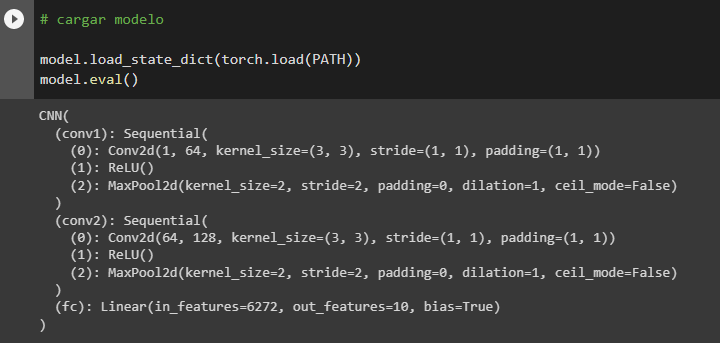 # cargar modelo
model.load_state_dict(torch.load(PATH))
model.eval()
CNN(
  (conv1): Sequential(
    (0): Conv2d(1, 64, kernel_size=(3, 3), stride=(1, 1), padding=(1, 1))
    (1): ReLU()
    (2): MaxPool2d(kernel_size=2, stride=2, padding=0, dilation=1, ceil_mode=False)
  )
  (conv2): Sequential(
    (0): Conv2d(64, 128, kernel_size=(3, 3), stride=(1, 1), padding=(1, 1))
    (1): ReLU()
    (2): MaxPool2d(kernel_size=2, stride=2, padding=0, dilation=1, ceil_mode=False)
  )
  (fc): Linear(in_features=6272, out_features=10, bias=True)
)